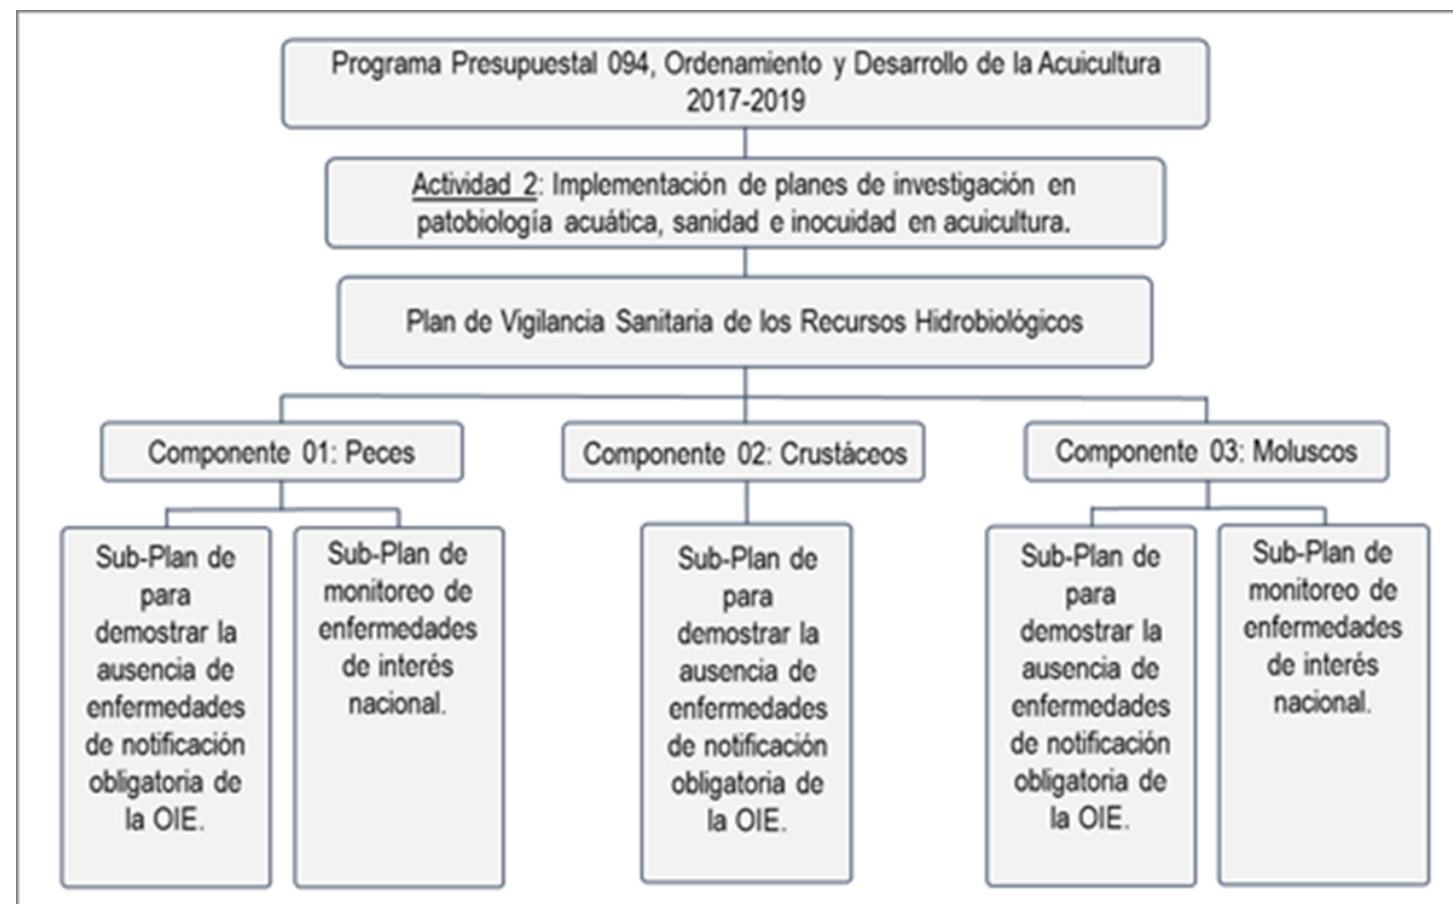 Programa Presupuestal 094, Ordenamiento y Desarrollo de la Acuicultura
2017-2019
Actividad 2: Implementación de planes de investigación en
patobiología acuática, sanidad e inocuidad en acuicultura.
Plan de Vigilancia Sanitaria de los Recursos Hidrobiológicos
Componente 01: Peces
Componente 02: Crustáceos
Componente 03: Moluscos
Sub-Plan de
para
demostrar la
ausencia de
enfermedades
de notificación
obligatoria de
la OIE.
Sub-Plan de
monitoreo de
enfermedades
de interés
nacional.
Sub-Plan de
para
demostrar la
ausencia de
enfermedades
de notificación
obligatoria de
la OIE.
Sub-Plan de
para
demostrar la
ausencia de
enfermedades
de notificación
obligatoria de
la OIE.
Sub-Plan de
monitoreo de
enfermedades
de interés
nacional.